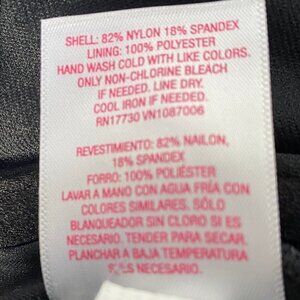 SHELL: 82% NYLON 18% SPANDEX
LINING: 100% POLYESTER
HAND WASH COLD WITH LIKE COLORS.
ONLY NON-CHLORINE BLEACH
IF NEEDED. LINE DRY.
COOL IRON IF NEEDED.
RN17730 VN1087006
REVESTIMIENTO: 82% NAILON,
18% SPANDEX
FORRO: 100% POLIÉSTER
LAVAR A MANO CON AGUA FRÍA CON
COLORES SIMILARES. SÓLO
BLANQUEADOR SIN CLORO SI ES
NECESARIO. TENDER PARA SECAR.
PLANCHAR A BAJA TEMPERATURA
ES NECESARIO.